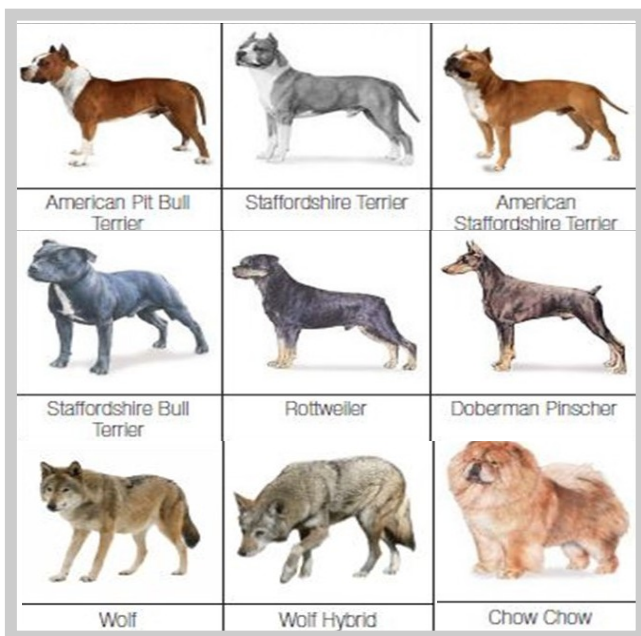 American Pit Bull
Terrier
Staffordshire Terrier
American
Staffordshire Terrier
Staffordshire Bull
Terrier
Rottweiler
Doberman Pinscher
Wolf
Wolf Hybrid
Chow Chow